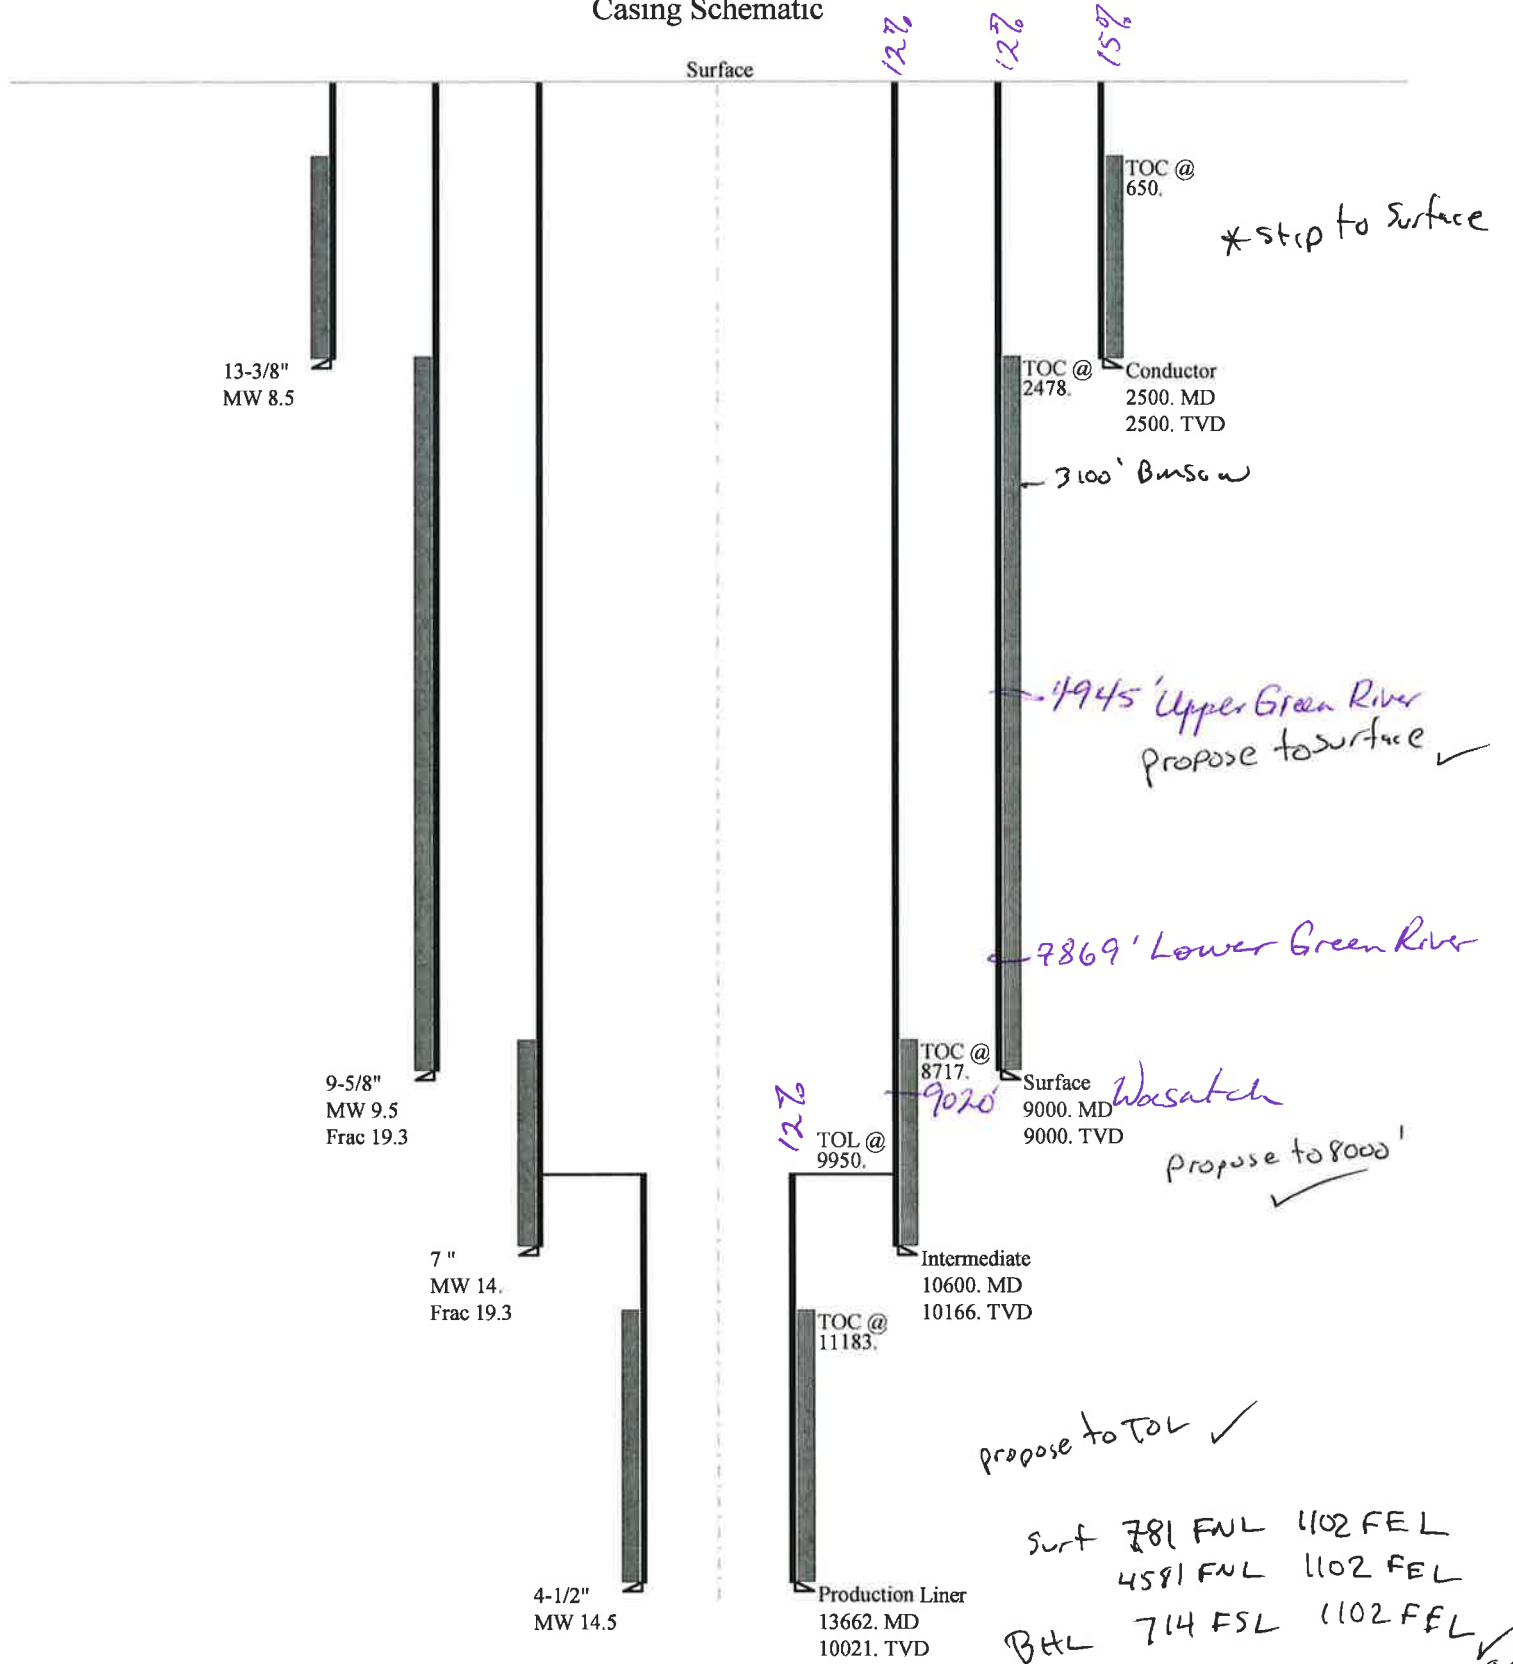 Casing Schematic
12%
12%
15%
Surface
TOC @
650.
*stip to surface
13-3/8"
MW 8.5
TOC @
2478.
Conductor
2500. MD
2500. TVD
3100'
4945' Upper Green River
propose to surface ✓
7869' Lower Green River
TOC @
8717.
9020'
9-5/8"
MW 9.5
Frac 19.3
Surface
9000. MD
9000. TVD
Wasatch
12%
TOL @
9950.
propose to 8000'
✓
7 "
MW 14.
Frac 19.3
Intermediate
10600. MD
10166. TVD
TOC @
11183.
propose to TOL ✓
Surf 781 FNL 1102 FEL
4581 FNL 1102 FEL
BHL 714 FSL 1102 FEL ✓
4-1/2"
MW 14.5
Production Liner
13662. MD
10021. TVD